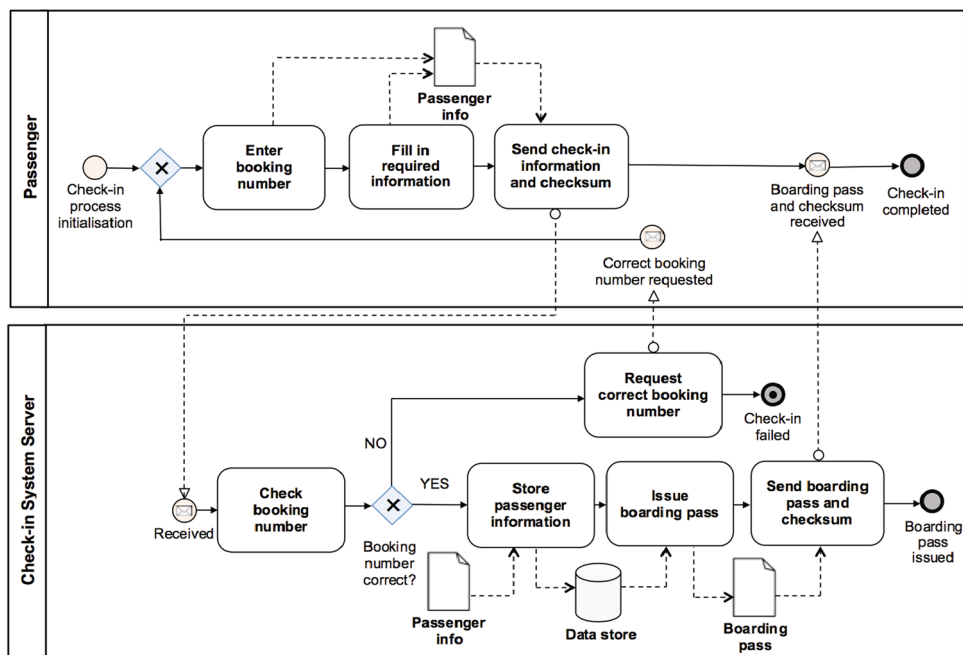 Passenger
Passenger
info
Enter
booking
number
Fill in
required
information
Send check-in
information
and checksum
Check-in
process
initialisation
Boarding pass
and checksum
received
Check-in
completed
Correct booking
number requested
Check-in System Server
Request
correct booking
number
Check-in
failed
NO
YES
Received
Check
booking
number
Booking
number
correct?
Store
passenger
information
Issue
boarding pass
Send boarding
pass and
checksum
Boarding
pass
issued
Passenger
info
Data store
Boarding
pass